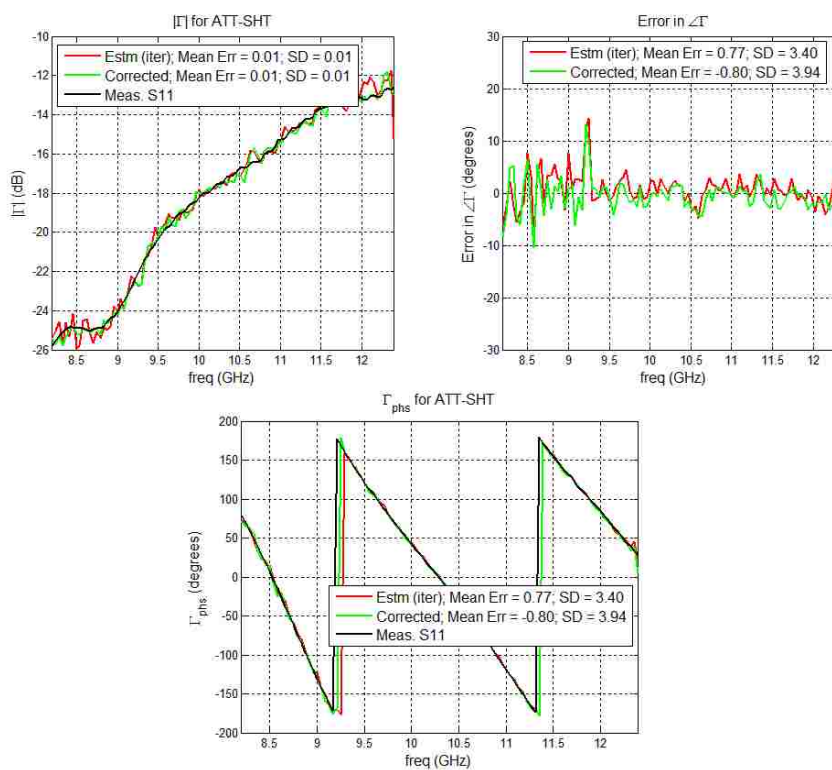 |Γ| for ATT-SHT
-10
-12
-14
-16
-18
-20
-22
-24
-26
|Γ| (dB)
Estm (iter); Mean Err = 0.01; SD = 0.01
Corrected; Mean Err = 0.01; SD = 0.01
Meas. S11
8.5 9 9.5 10 10.5 11 11.5 12
freq (GHz)
Error in ∠Γ
30
20
10
0
-10
-20
-30
Error in ∠Γ (degrees)
Estm (iter); Mean Err = 0.77; SD = 3.40
Corrected; Mean Err = -0.80; SD = 3.94
8.5 9 9.5 10 10.5 11 11.5 12
freq (GHz)
Γphs for ATT-SHT
200
150
100
50
0
-50
-100
-150
-200
Γphs (degrees)
Estm (iter); Mean Err = 0.77; SD = 3.40
Corrected; Mean Err = -0.80; SD = 3.94
Meas. S11
8.5 9 9.5 10 10.5 11 11.5 12
freq (GHz)